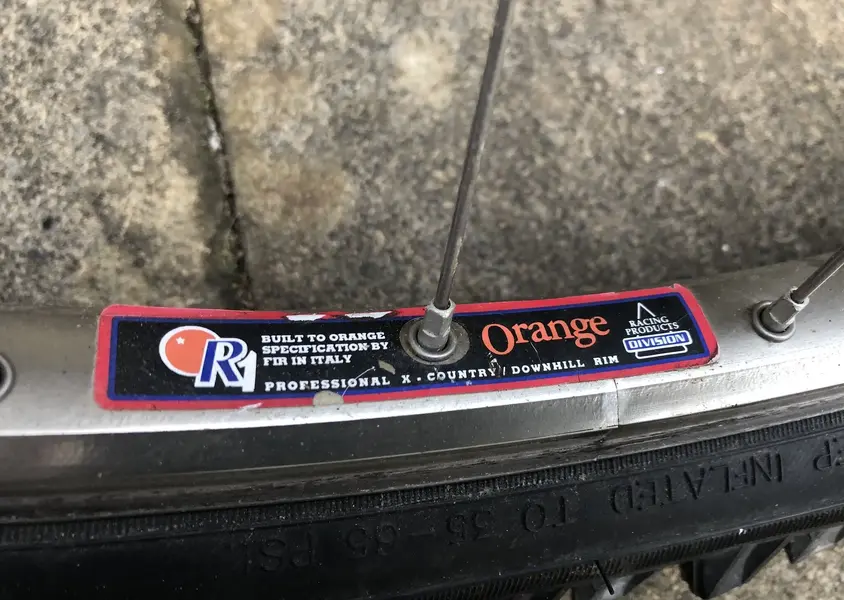 R1
BUILT TO ORANGE
SPECIFICATION BY
FIR IN ITALY
PROFESSIONAL X-COUNTRY/DOWNHILL RIM
Orange
RACING
PRODUCTS
DIVISION
INFLATED TO 35-65 PSI